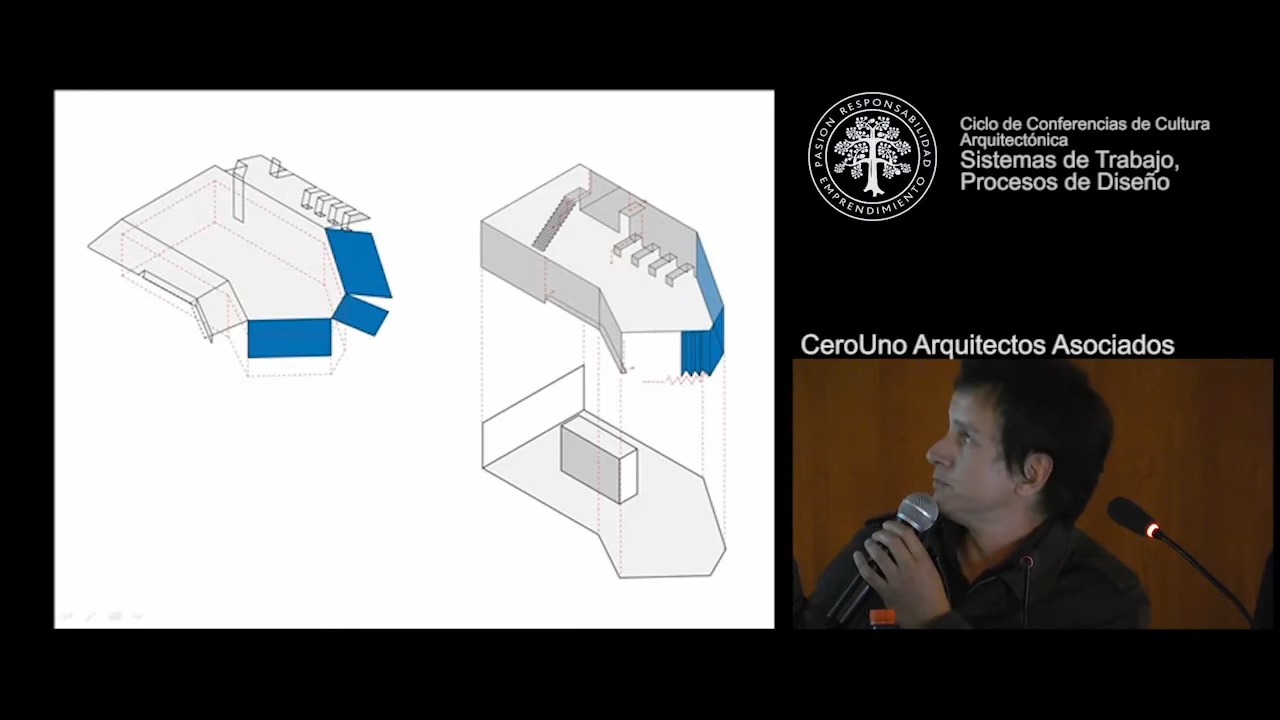 PASION RESPONSABILIDAD
EMPRENDIMIENTO
Ciclo de Conferencias de Cultura
Arquitectónica
Sistemas de Trabajo,
Procesos de Diseño
CeroUno Arquitectos Asociados